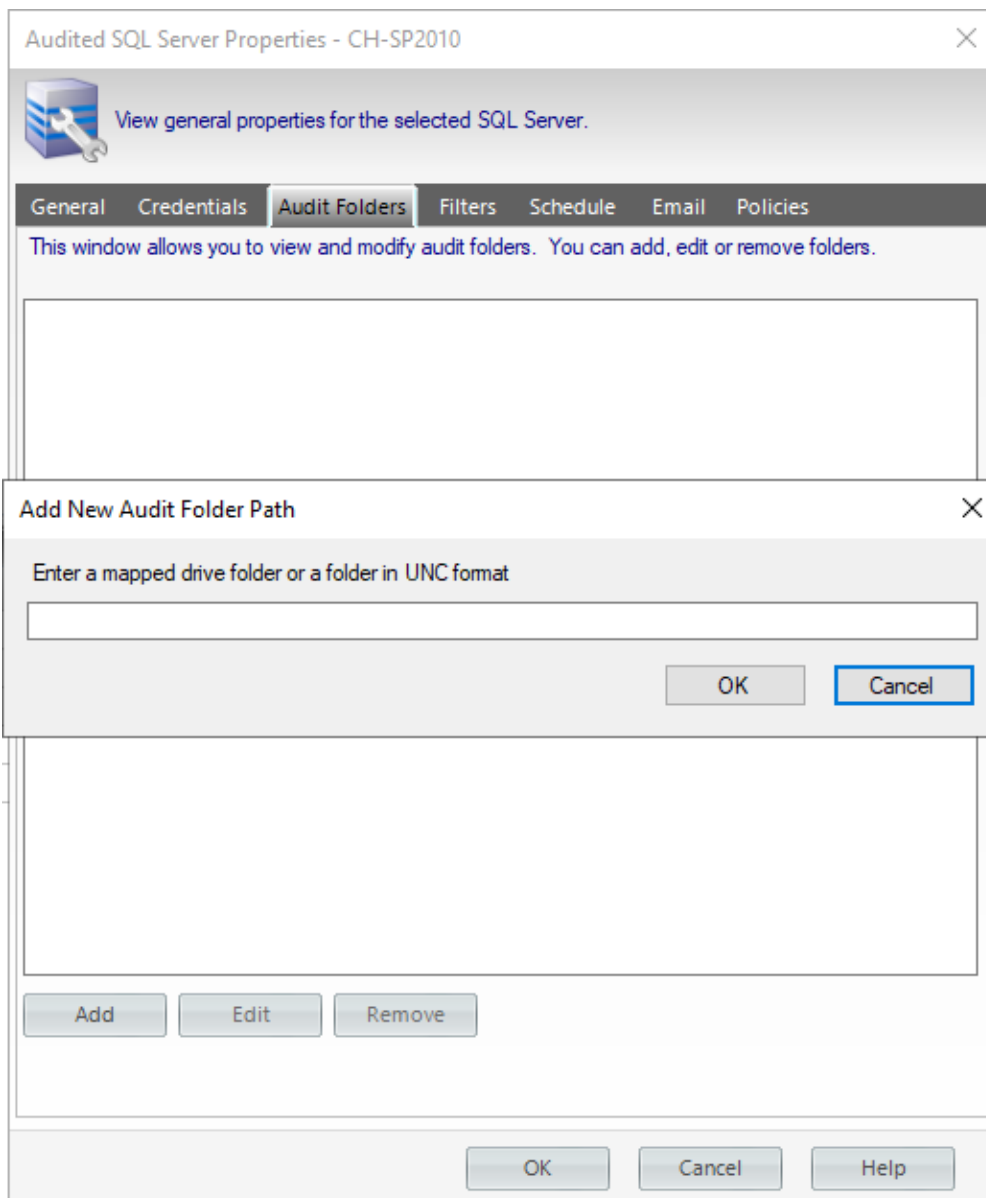 Audited SQL Server Properties - CH-SP2010
View general properties for the selected SQL Server.
General Credentials Audit Folders Filters Schedule Email Policies
This window allows you to view and modify audit folders. You can add, edit or remove folders.
Add New Audit Folder Path
Enter a mapped drive folder or a folder in UNC format
OK Cancel
Add Edit Remove
OK Cancel Help